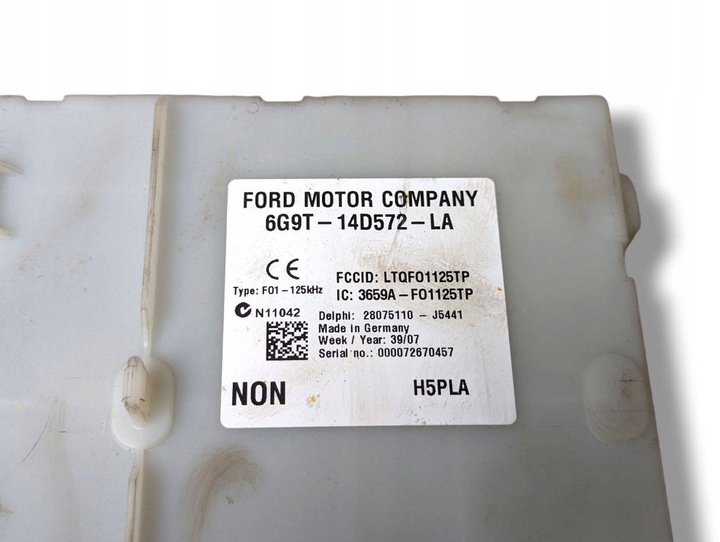 FORD MOTOR COMPANY
6G9T-14D572-LA
CE
FCCID: LTQFO1125TP
Type: FO1-125kHz
IC: 3659A-FO1125TP
N11042
Delphi: 28075110-J5441
Made in Germany
Week / Year: 39/07
Serial no.: 000072670457
NON
H5PLA